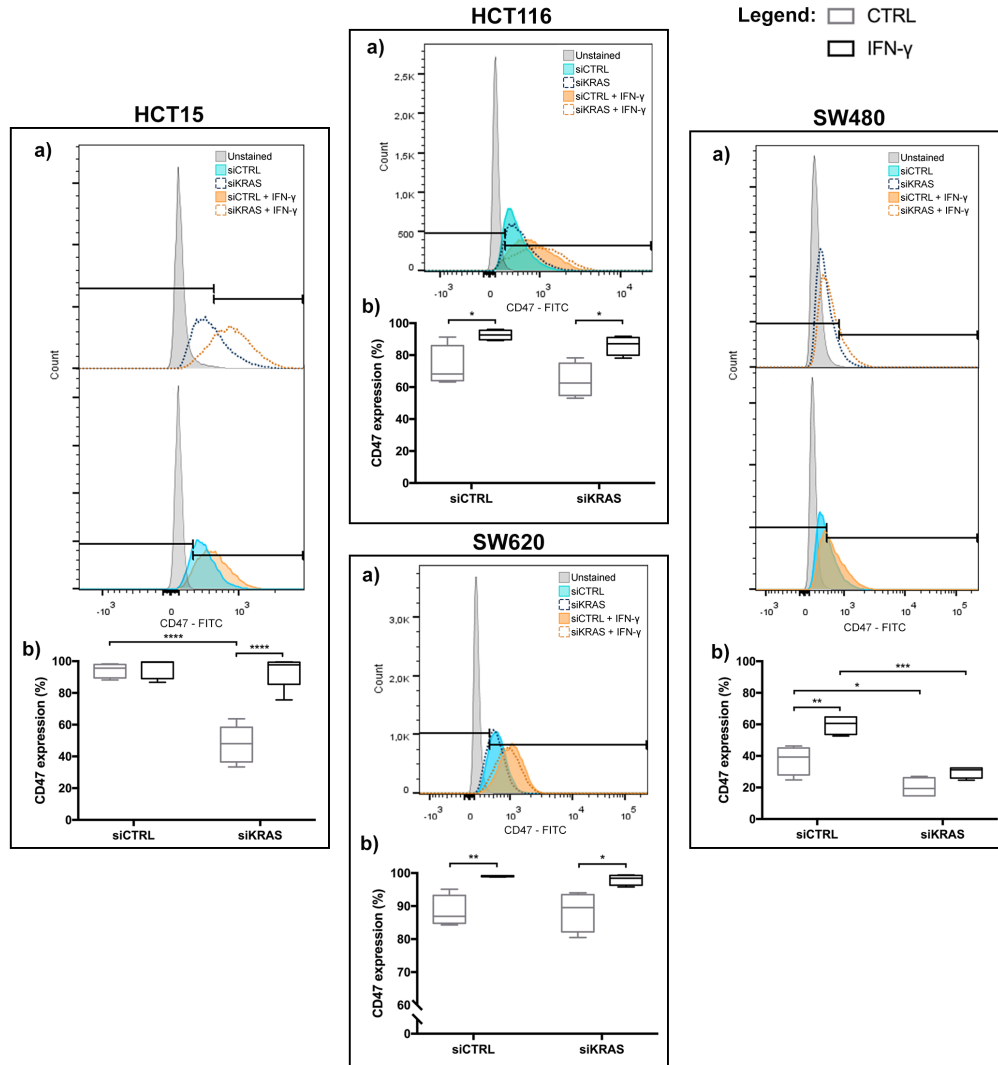 Legend: CTRL
IFN-γ
HCT116
a)
Unstained
siCTRL
siKRAS
siCTRL + IFN-γ
siKRAS + IFN-γ
Count
2,5K
2,0K
1,5K
1,0K
500
0
-10³ 0 10³ 10⁴
CD47 - FITC
b)
CD47 expression (%)
100
80
60
40
20
0
* *
siCTRL siKRAS
HCT15
a)
Unstained
siCTRL
siKRAS
siCTRL + IFN-γ
siKRAS + IFN-γ
Count
-10³ 0 10³
CD47 - FITC
b)
CD47 expression (%)
100
80
60
40
20
0
**** ****
siCTRL siKRAS
SW620
a)
Unstained
siCTRL
siKRAS
siCTRL + IFN-γ
siKRAS + IFN-γ
Count
3,0K
2,0K
1,0K
0
-10³ 0 10³ 10⁴ 10⁵
CD47 - FITC
b)
CD47 expression (%)
100
90
80
70
60
0
** *
siCTRL siKRAS
SW480
a)
Unstained
siCTRL
siKRAS
siCTRL + IFN-γ
siKRAS + IFN-γ
Count
-10³ 0 10³ 10⁴ 10⁵
CD47 - FITC
b)
CD47 expression (%)
100
80
60
40
20
0
***
*
**
siCTRL siKRAS